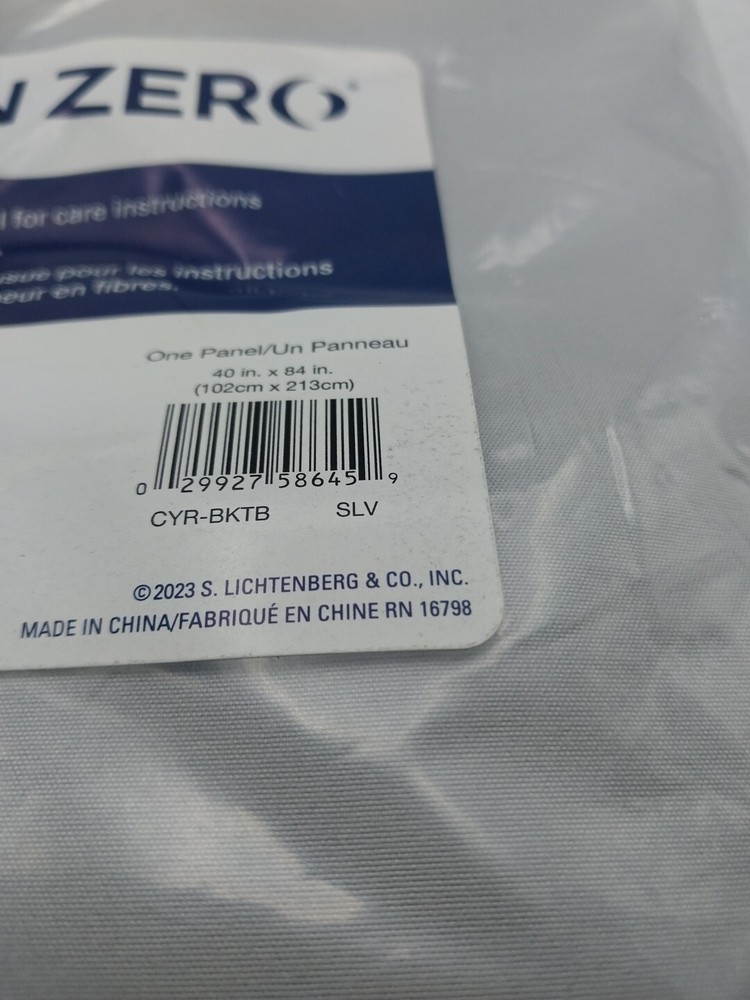 ZERO
for care instructions
pour les instructions
en fibres.
One Panel/Un Panneau
40 in. x 84 in.
(102cm x 213cm)
0 29927 58645 9
CYR-BKTB SLV
©2023 S. LICHTENBERG & CO., INC.
MADE IN CHINA/FABRIQUÉ EN CHINE RN 16798